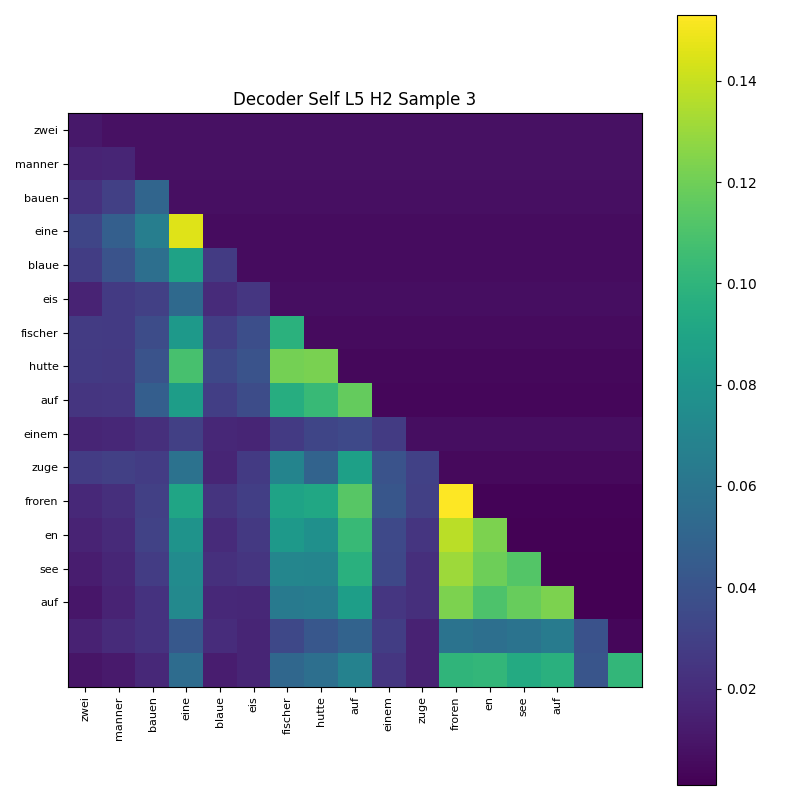 Decoder Self L5 H2 Sample 3
zwei
manner
bauen
eine
blaue
eis
fischer
hutte
auf
einem
zuge
froren
en
see
auf
zwei
manner
bauen
eine
blaue
eis
fischer
hutte
auf
einem
zuge
froren
en
see
auf
0.14
0.12
0.10
0.08
0.06
0.04
0.02